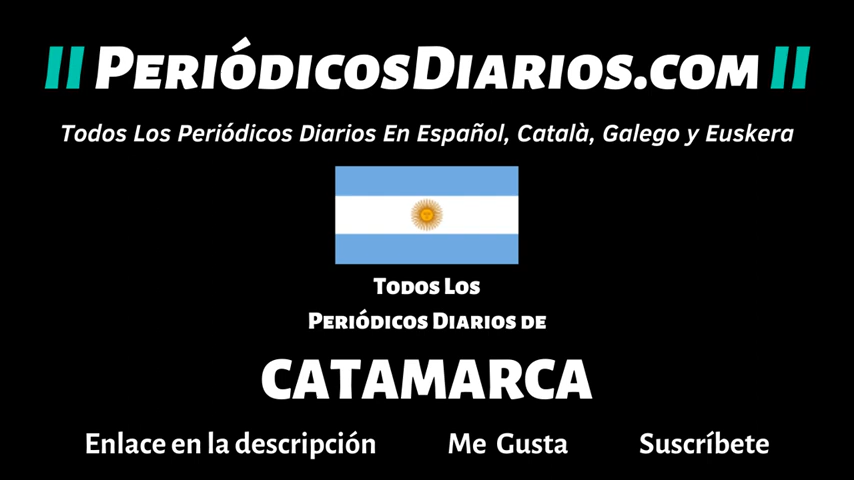 PeriódicosDiarios.com
Todos Los Periódicos Diarios En Español, Català, Galego y Euskera
Todos Los
Periódicos Diarios de
CATAMARCA
Enlace en la descripción Me Gusta Suscríbete